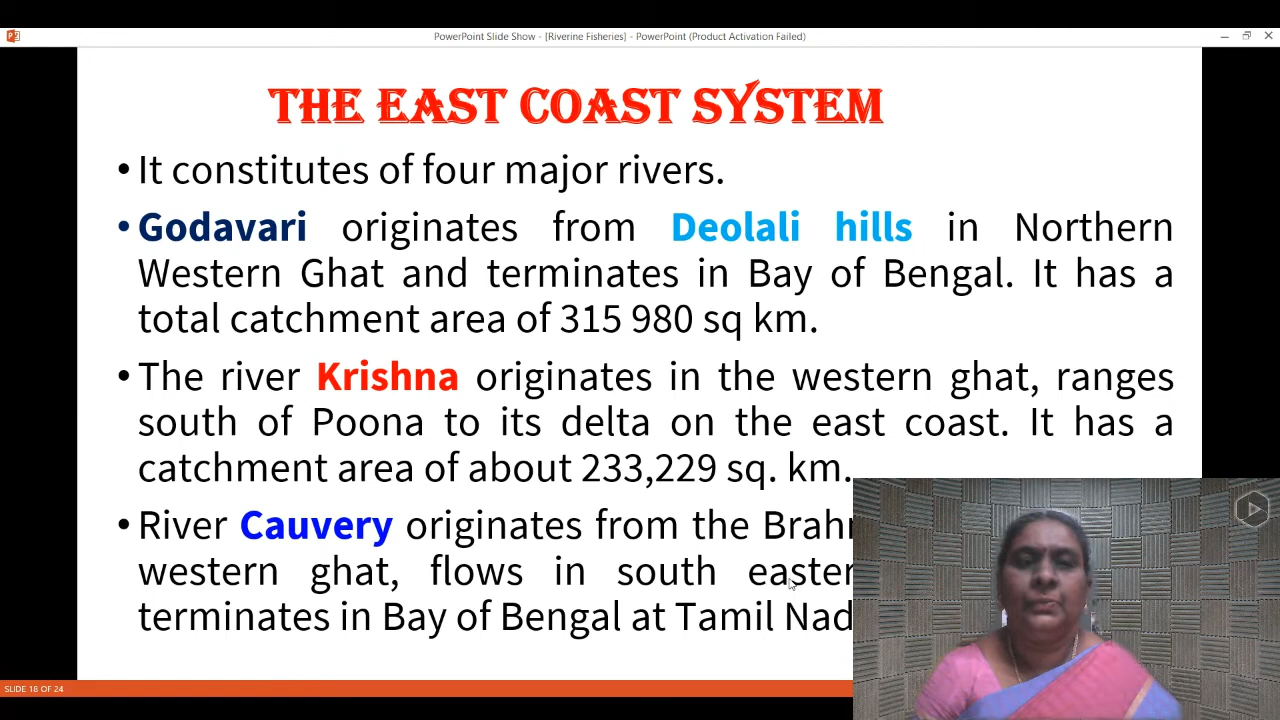 PowerPoint Slide Show - [Riverine Fisheries] - PowerPoint (Product Activation Failed)
THE EAST COAST SYSTEM
• It constitutes of four major rivers.
• Godavari originates from Deolali hills in Northern
Western Ghat and terminates in Bay of Bengal. It has a
total catchment area of 315 980 sq km.
• The river Krishna originates in the western ghat, ranges
south of Poona to its delta on the east coast. It has a
catchment area of about 233,229 sq. km.
• River Cauvery originates from the
western ghat, flows in south
terminates in Bay of Bengal at Tamil
SLIDE 18 OF 24